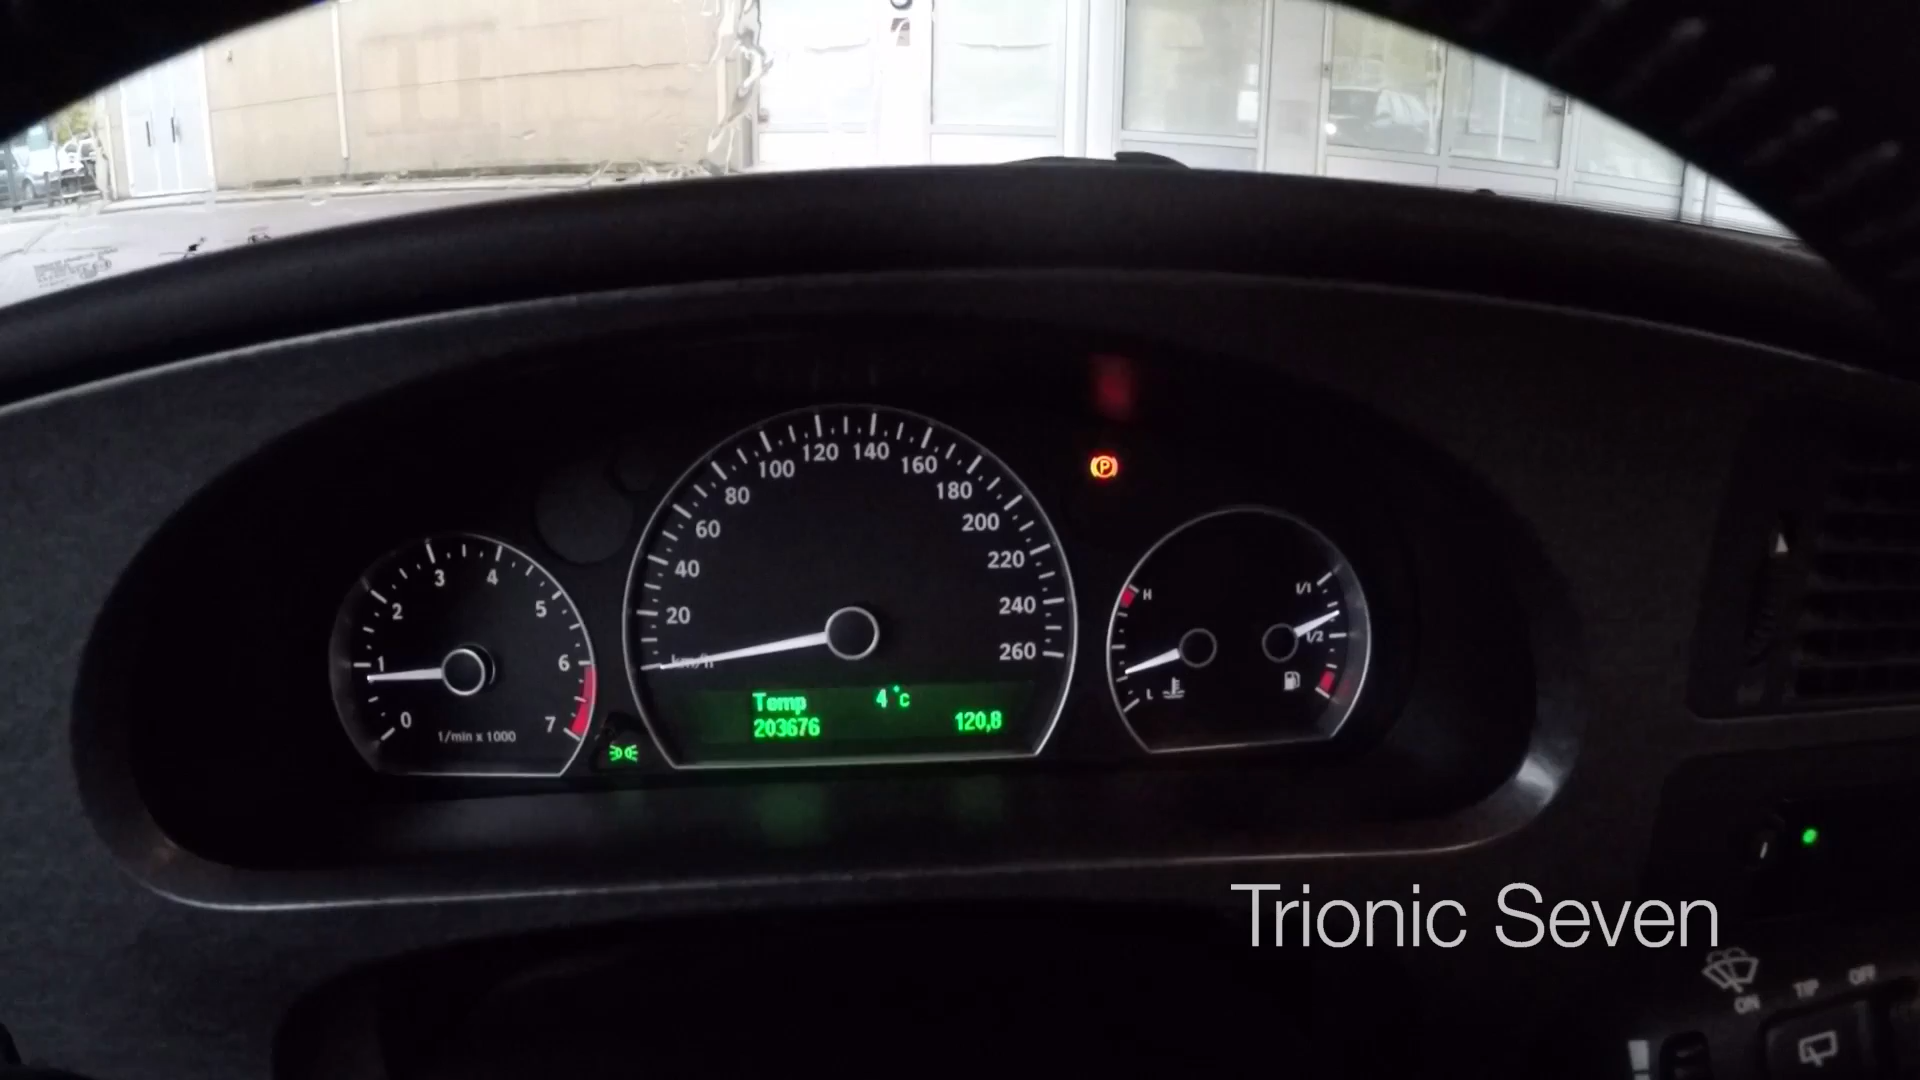 120 140
100 160
80 180
60 200
40 220
20 240
km/h 260
3 4
2 5
1 6
0 7
1/min x 1000
H 1/1
1/2
L
P
Temp 4°c
203676 120,8
Trionic Seven
ON TIP OFF